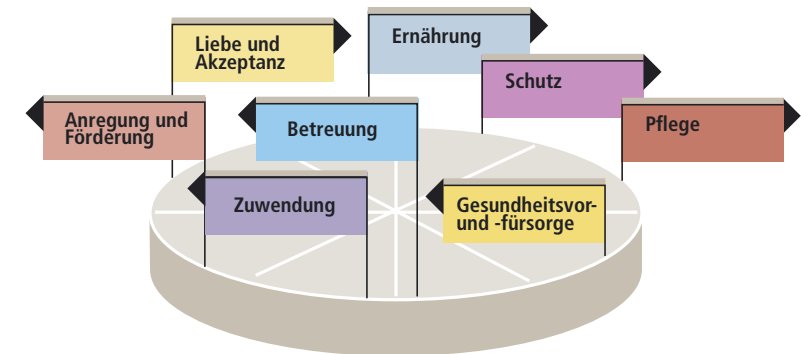 Liebe und
Akzeptanz
Ernährung
Schutz
Anregung und
Förderung
Betreuung
Pflege
Zuwendung
Gesundheitsvor-
und -fürsorge